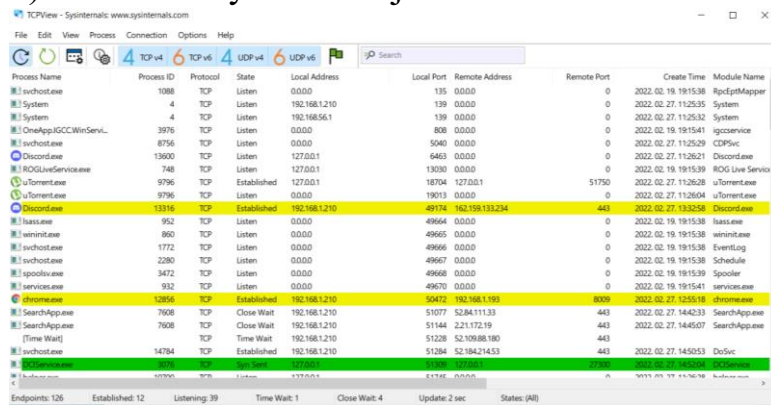 TCPView - Sysinternals: www.sysinternals.com
File Edit View Process Connection Options Help
4 TCP v4 6 TCP v6 4 UDP v4 6 UDP v6 Search
Process Name Process ID Protocol State Local Address Local Port Remote Address Remote Port Create Time Module Name
svchost.exe 1088 TCP Listen 0.0.0.0 135 0.0.0.0 0 2022. 02. 19. 19:15:38 RpcEptMapper
System 4 TCP Listen 192.168.1.210 139 0.0.0.0 0 2022. 02. 27. 11:25:35 System
System 4 TCP Listen 192.168.56.1 139 0.0.0.0 0 2022. 02. 27. 11:25:32 System
OneApp.IGCC.WinServi... 3976 TCP Listen 0.0.0.0 808 0.0.0.0 0 2022. 02. 19. 19:15:41 igccservice
svchost.exe 8756 TCP Listen 0.0.0.0 5040 0.0.0.0 0 2022. 02. 27. 11:25:29 CDPSvc
Discord.exe 13600 TCP Listen 127.0.0.1 6463 0.0.0.0 0 2022. 02. 27. 11:26:21 Discord.exe
ROGLiveService.exe 748 TCP Listen 127.0.0.1 13030 0.0.0.0 0 2022. 02. 19. 19:15:39 ROG Live Service
uTorrent.exe 9796 TCP Established 127.0.0.1 18704 127.0.0.1 51750 2022. 02. 27. 11:26:28 uTorrent.exe
uTorrent.exe 9796 TCP Listen 0.0.0.0 19013 0.0.0.0 0 2022. 02. 27. 11:26:04 uTorrent.exe
Discord.exe 13316 TCP Established 192.168.1.210 49174 162.159.133.234 443 2022. 02. 27. 13:32:58 Discord.exe
lsass.exe 952 TCP Listen 0.0.0.0 49664 0.0.0.0 0 2022. 02. 19. 19:15:38 lsass.exe
wininit.exe 860 TCP Listen 0.0.0.0 49665 0.0.0.0 0 2022. 02. 19. 19:15:38 wininit.exe
svchost.exe 1772 TCP Listen 0.0.0.0 49666 0.0.0.0 0 2022. 02. 19. 19:15:38 EventLog
svchost.exe 2280 TCP Listen 0.0.0.0 49667 0.0.0.0 0 2022. 02. 19. 19:15:38 Schedule
spoolsv.exe 3472 TCP Listen 0.0.0.0 49668 0.0.0.0 0 2022. 02. 19. 19:15:39 Spooler
services.exe 932 TCP Listen 0.0.0.0 49670 0.0.0.0 0 2022. 02. 19. 19:15:41 services.exe
chrome.exe 12856 TCP Established 192.168.1.210 50472 192.168.1.193 8009 2022. 02. 27. 12:55:18 chrome.exe
SearchApp.exe 7608 TCP Close Wait 192.168.1.210 51077 52.84.111.33 443 2022. 02. 27. 14:42:33 SearchApp.exe
SearchApp.exe 7608 TCP Close Wait 192.168.1.210 51144 2.21.172.19 443 2022. 02. 27. 14:45:07 SearchApp.exe
[Time Wait] TCP Time Wait 192.168.1.210 51228 52.109.88.180 443
svchost.exe 14784 TCP Established 192.168.1.210 51284 52.184.214.53 443 2022. 02. 27. 14:50:53 DoSvc
DCIService.exe 3076 TCP Syn Sent 127.0.0.1 51309 127.0.0.1 27300 2022. 02. 27. 14:52:04 DCIService
Endpoints: 126 Established: 12 Listening: 39 Time Wait: 1 Close Wait: 4 Update: 2 sec States: (All)